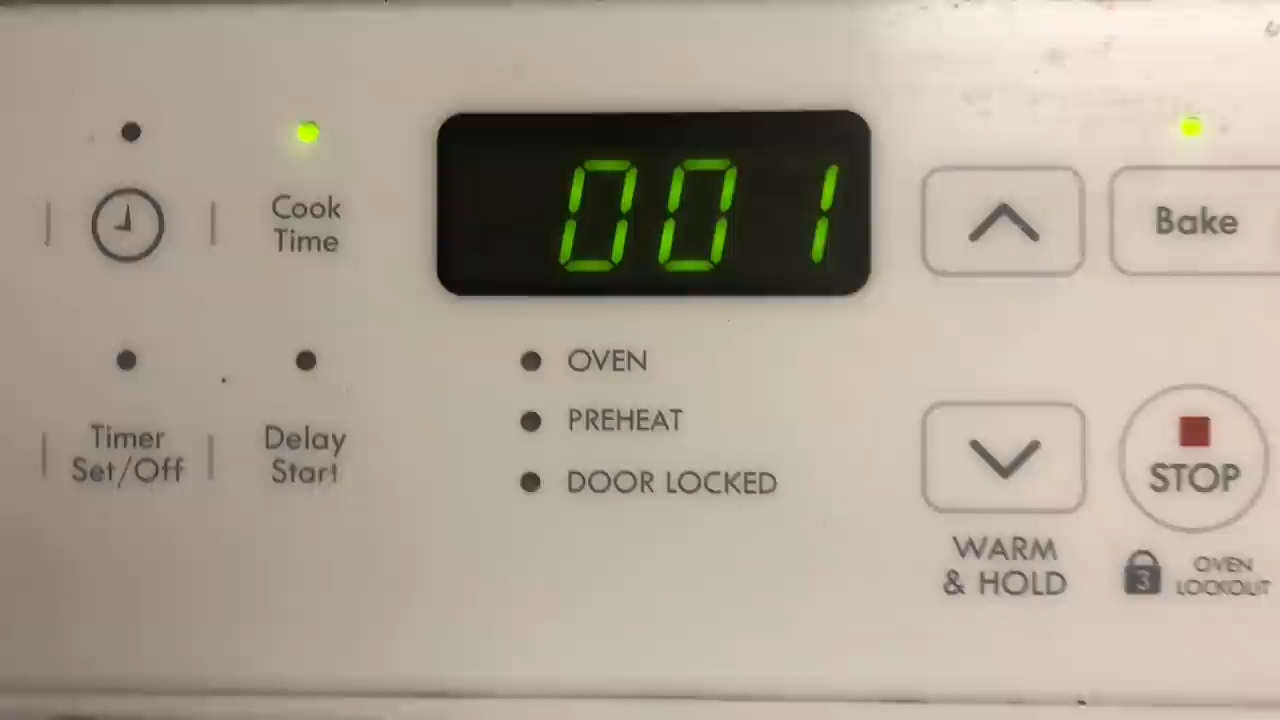 Cook
Time
001
Bake
Timer
Set/Off
Delay
Start
OVEN
PREHEAT
DOOR LOCKED
STOP
WARM
& HOLD
3
OVEN
LOCKOUT